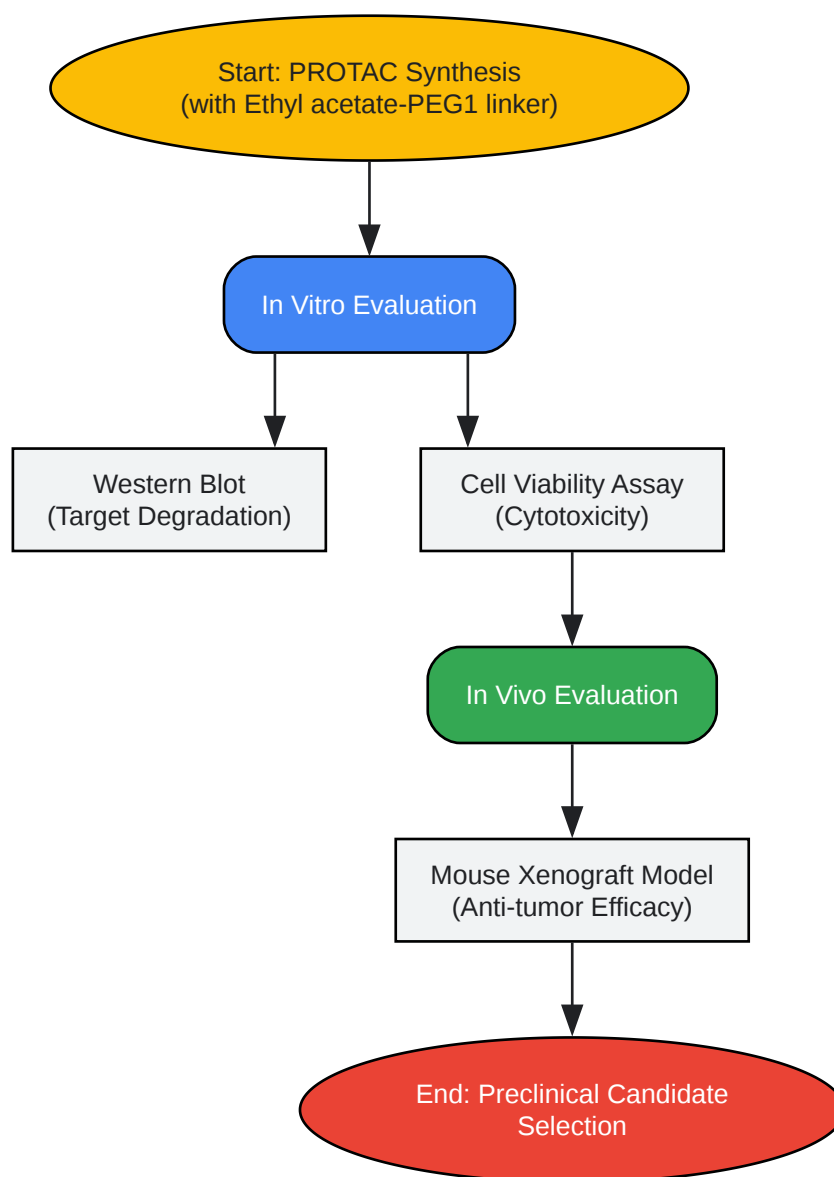 Start: PROTAC Synthesis
(with Ethyl acetate-PEG1 linker)
In Vitro Evaluation
Western Blot
(Target Degradation)
Cell Viability Assay
(Cytotoxicity)
In Vivo Evaluation
Mouse Xenograft Model
(Anti-tumor Efficacy)
End: Preclinical Candidate
Selection